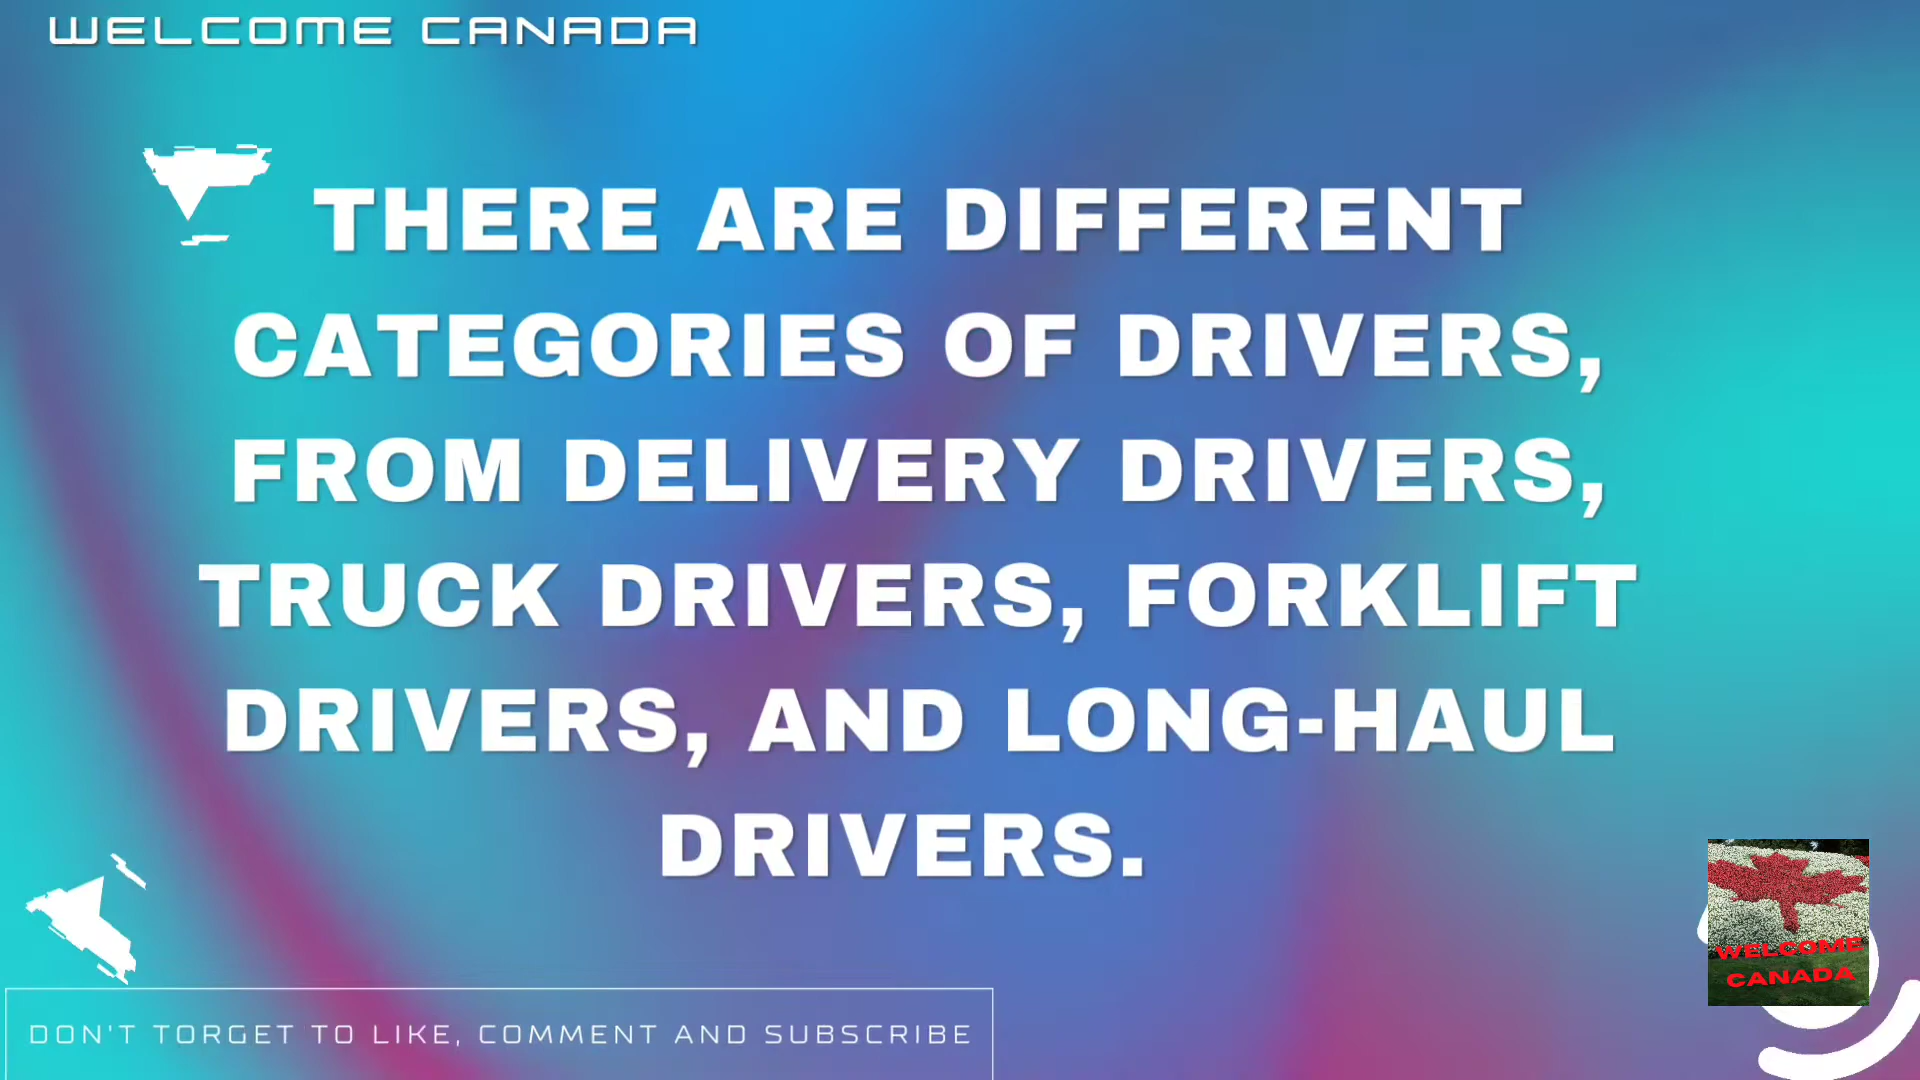 WELCOME CANADA
THERE ARE DIFFERENT
CATEGORIES OF DRIVERS,
FROM DELIVERY DRIVERS,
TRUCK DRIVERS, FORKLIFT
DRIVERS, AND LONG-HAUL
DRIVERS.
WELCOME
CANADA
DON'T TORGET TO LIKE, COMMENT AND SUBSCRIBE